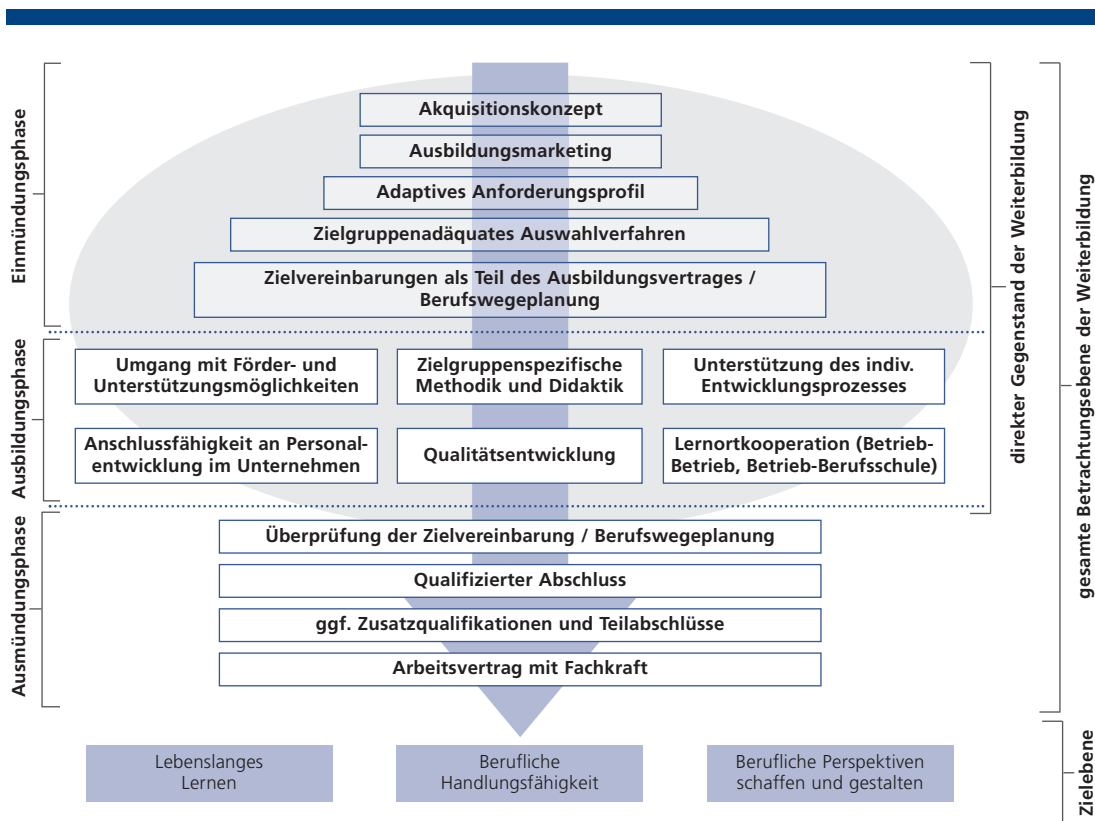 Einmündungsphase
Akquisitionskonzept
Ausbildungsmarketing
Adaptives Anforderungsprofil
Zielgruppenadäquates Auswahlverfahren
Zielvereinbarungen als Teil des Ausbildungsvertrages /
Berufswegeplanung
Ausbildungsphase
Umgang mit Förder- und
Unterstützungsmöglichkeiten
Zielgruppenspezifische
Methodik und Didaktik
Unterstützung des indiv.
Entwicklungsprozesses
Anschlussfähigkeit an Personal-
entwicklung im Unternehmen
Qualitätsentwicklung
Lernortkooperation (Betrieb-
Betrieb, Betrieb-Berufsschule)
Ausmündungsphase
Überprüfung der Zielvereinbarung / Berufswegeplanung
Qualifizierter Abschluss
ggf. Zusatzqualifikationen und Teilabschlüsse
Arbeitsvertrag mit Fachkraft
direkter Gegenstand der Weiterbildung
gesamte Betrachtungsebene der Weiterbildung
Lebenslanges
Lernen
Berufliche
Handlungsfähigkeit
Berufliche Perspektiven
schaffen und gestalten
Zielebene